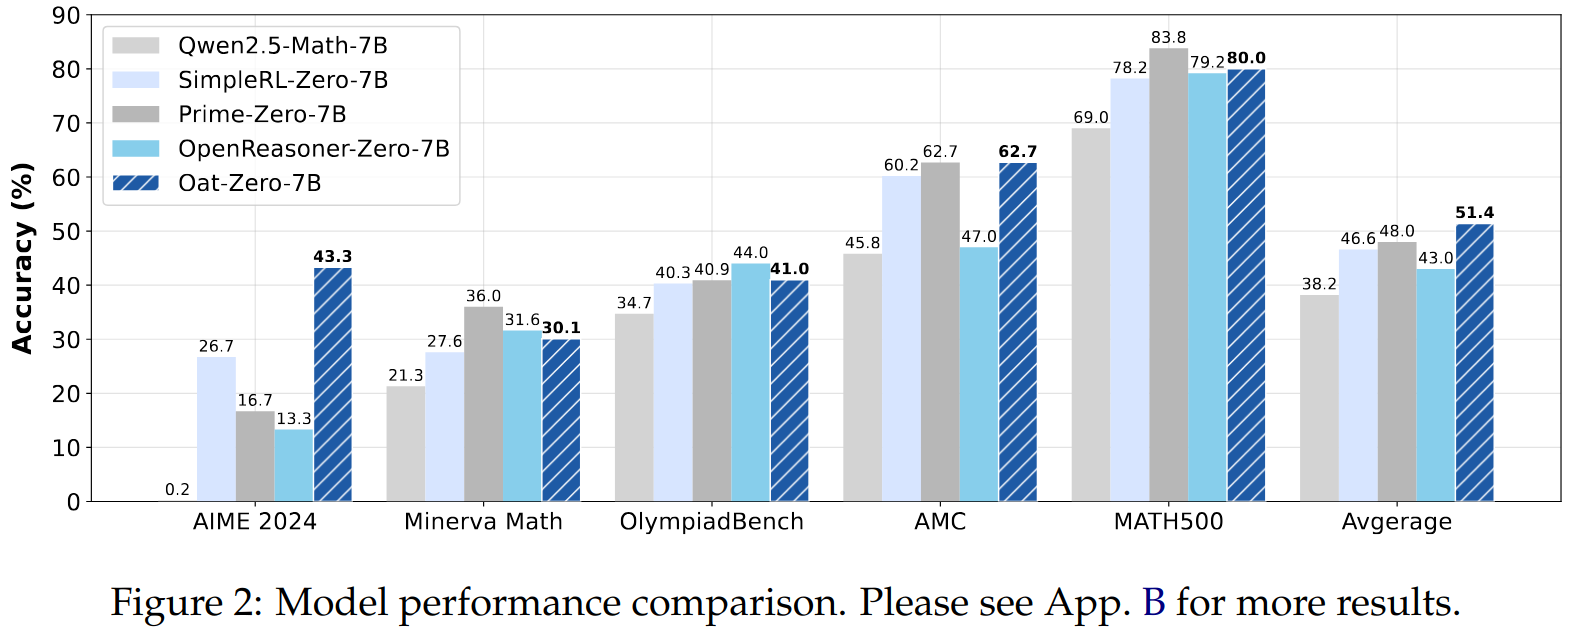 Accuracy (%)
90
80
70
60
50
40
30
20
10
0
Qwen2.5-Math-7B
SimpleRL-Zero-7B
Prime-Zero-7B
OpenReasoner-Zero-7B
Oat-Zero-7B
0.2 26.7 16.7 13.3 43.3
21.3 27.6 36.0 31.6 30.1
34.7 40.3 40.9 44.0 41.0
45.8 60.2 62.7 47.0 62.7
69.0 78.2 83.8 79.2 80.0
38.2 46.6 48.0 43.0 51.4
AIME 2024 Minerva Math OlympiadBench AMC MATH500 Avgerage
Figure 2: Model performance comparison. Please see App. B for more results.